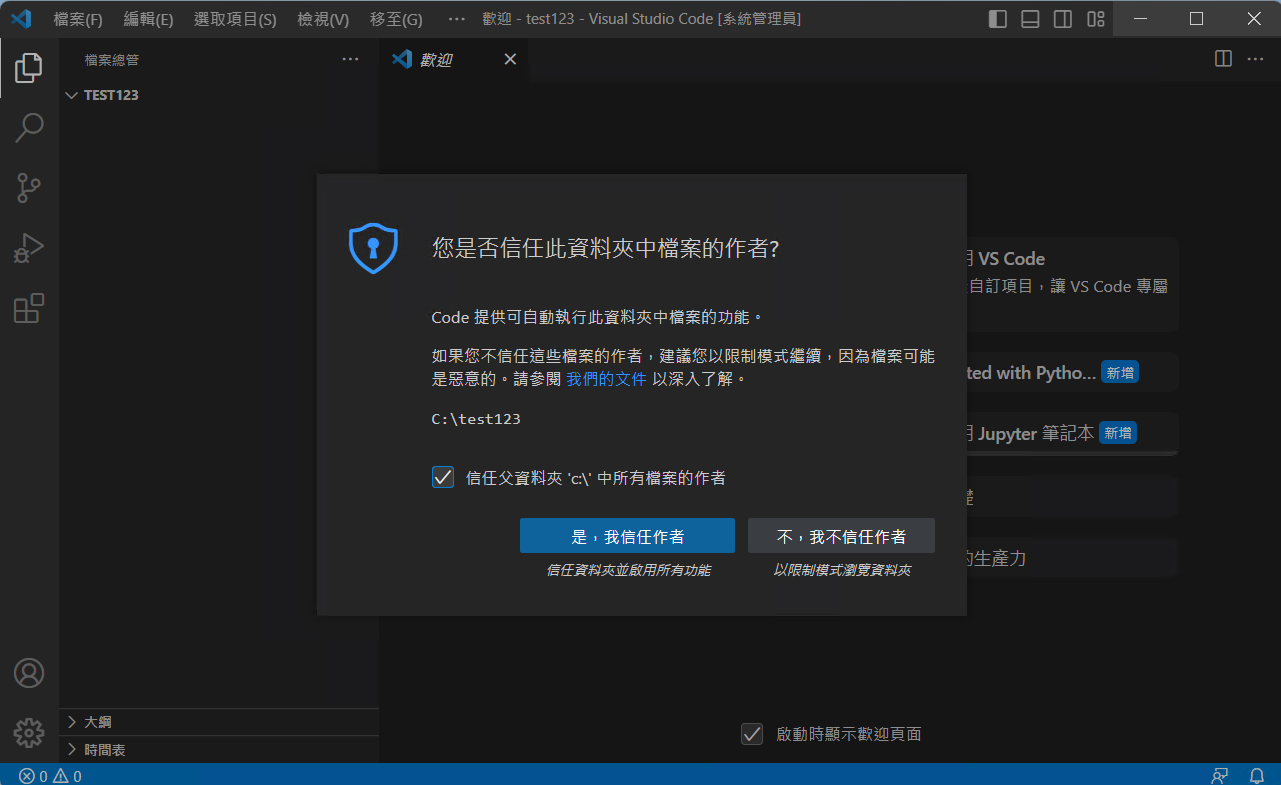 檔案(F) 編輯(E) 選取項目(S) 檢視(V) 移至(G) ··· 歡迎 - test123 - Visual Studio Code [系統管理員]
檔案總管 ···
歡迎
TEST123
您是否信任此資料夾中檔案的作者?
Code 提供可自動執行此資料夾中檔案的功能。
如果您不信任這些檔案的作者，建議您以限制模式繼續，因為檔案可能
是惡意的。請參閱 我們的文件 以深入了解。
C:\test123
信任父資料夾 'c:\' 中所有檔案的作者
是，我信任作者 不，我不信任作者
信任資料夾並啟用所有功能 以限制模式瀏覽資料夾
VS Code
自訂項目，讓 VS Code 專屬
ted with Pytho... 新增
Jupyter 筆記本 新增
礎
的生產力
啟動時顯示歡迎頁面
大綱
時間表
0 0